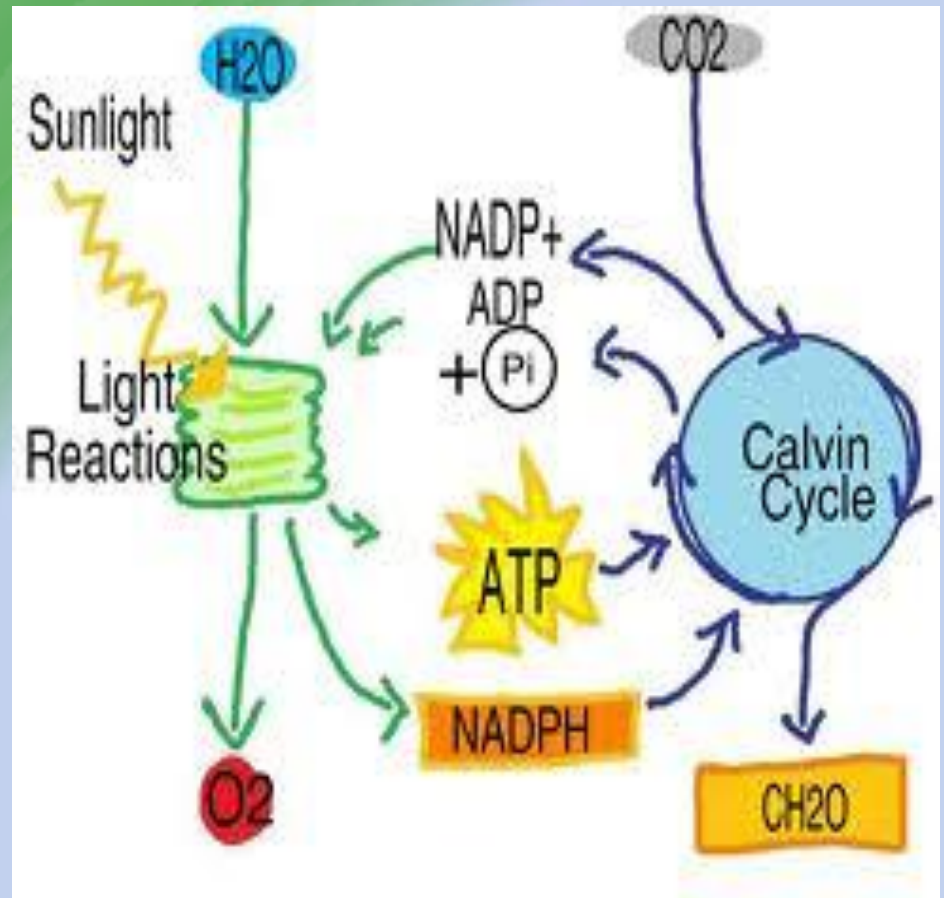 H2O
CO2
Sunlight
NADP+
ADP
+ Pi
Light
Reactions
Calvin
Cycle
ATP
NADPH
O2
CH2O